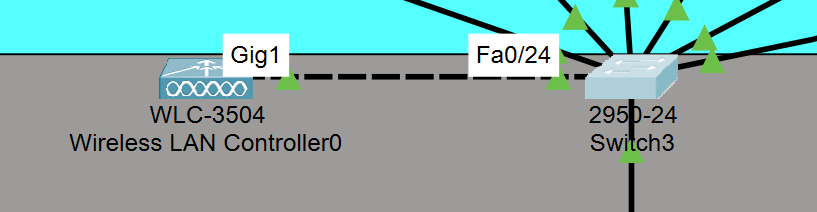 Gig1
Fa0/24
WLC-3504
Wireless LAN Controller0
2950-24
Switch3